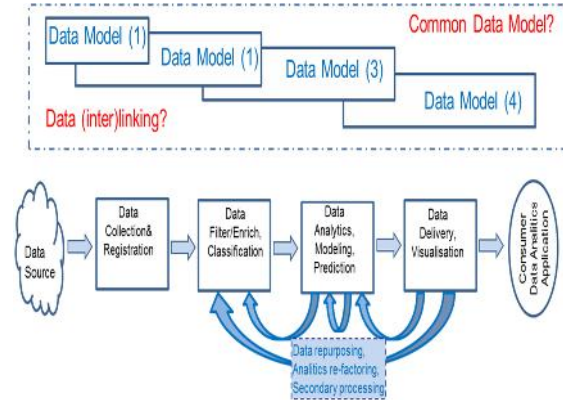 Common Data Model?
Data Model (1)
Data Model (1)
Data Model (3)
Data Model (4)
Data (inter)linking?
Data
Source
Data
Collection&
Registration
Data
Filter/Enrich,
Classification
Data
Analytics,
Modeling,
Prediction
Data
Delivery,
Visualisation
Consumer
Data Analitics
Application
Data repurposing,
Analitics re-factoring,
Secondary processing